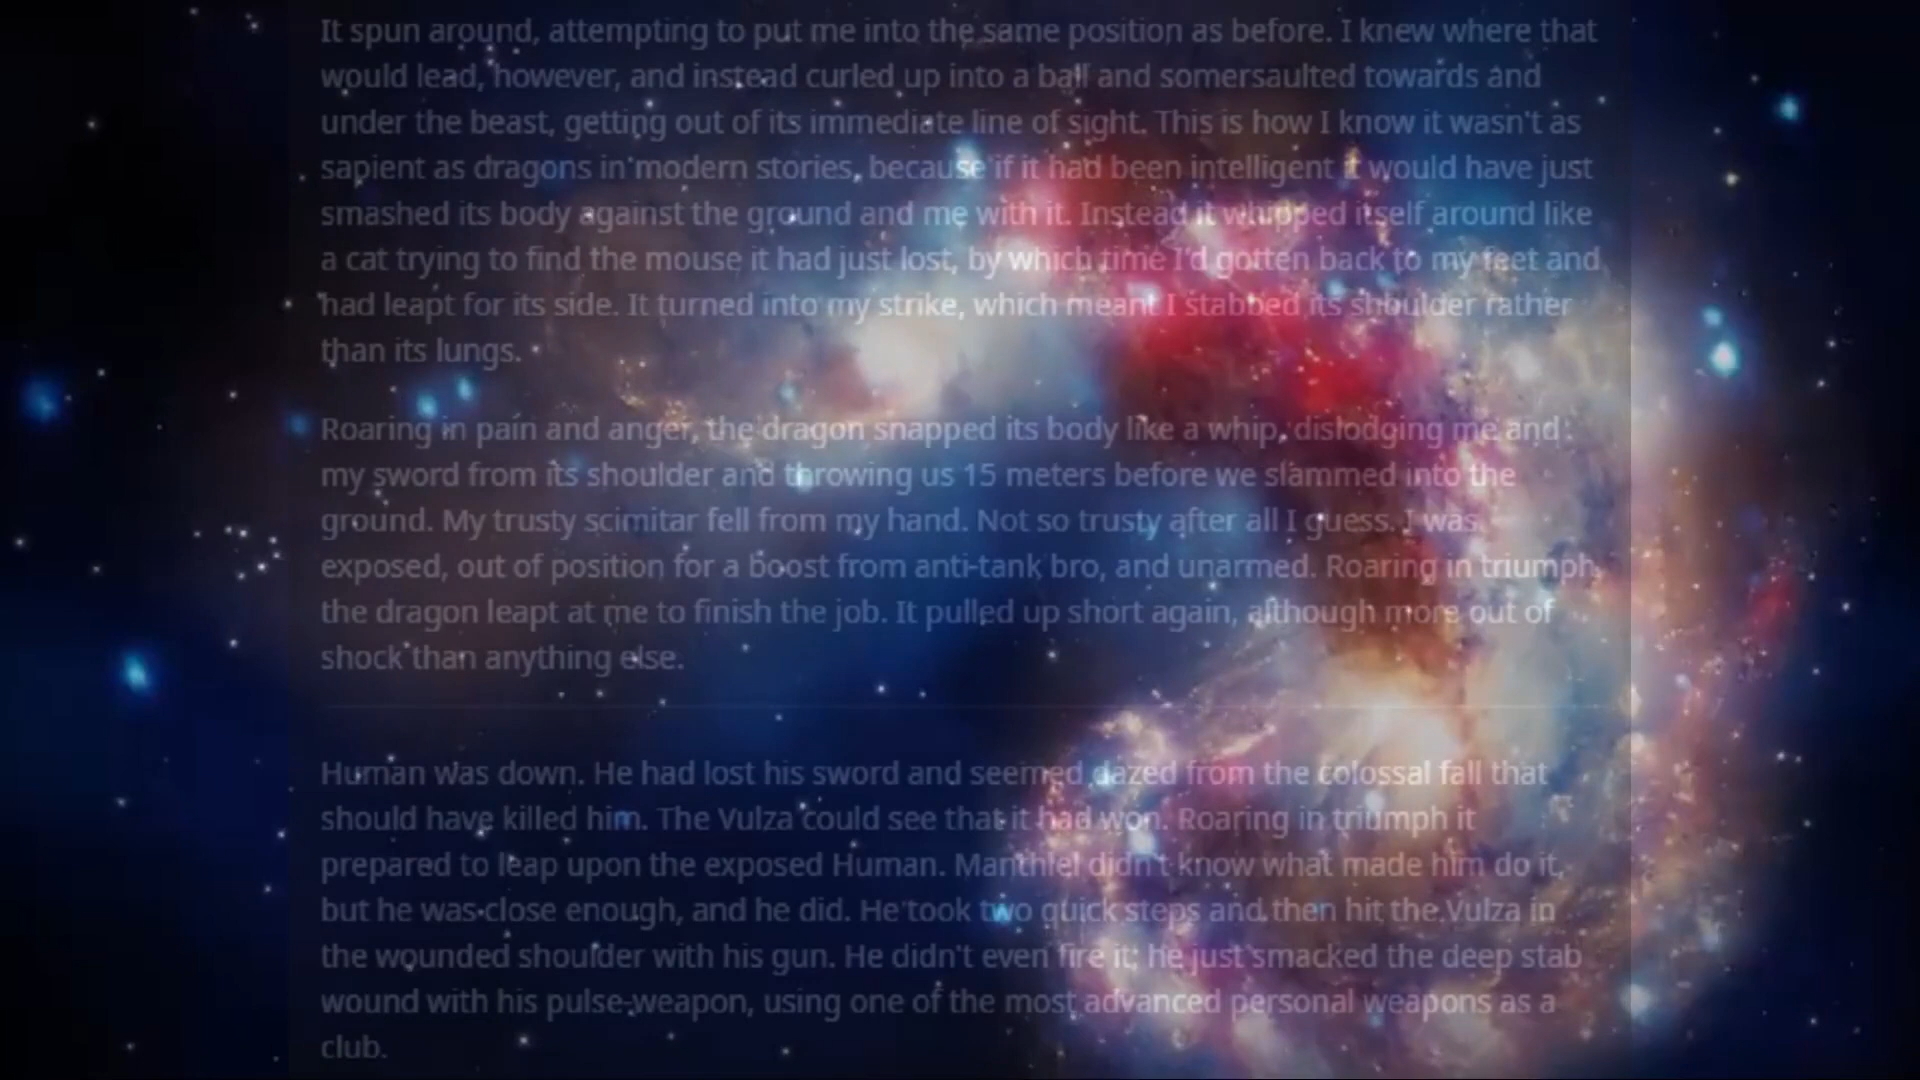 It spun around, attempting to put me into the same position as before. I knew where that
would lead, however, and instead curled up into a ball and somersaulted towards and
under the beast, getting out of its immediate line of sight. This is how I know it wasn't as
sapient as dragons in modern stories, because if it had been intelligent it would have just
smashed its body against the ground and me with it. Instead it whipped itself around like
a cat trying to find the mouse it had just lost, by which time I'd gotten back to my feet and
had leapt for its side. It turned into my strike, which meant I stabbed its shoulder rather
than its lungs.
Roaring in pain and anger, the dragon snapped its body like a whip, dislodging me and
my sword from its shoulder and throwing us 15 meters before we slammed into the
ground. My trusty scimitar fell from my hand. Not so trusty after all I guess. I was
exposed, out of position for a boost from anti-tank bro, and unarmed. Roaring in triumph,
the dragon leapt at me to finish the job. It pulled up short again, although more out of
shock than anything else.
Human was down. He had lost his sword and seemed dazed from the colossal fall that
should have killed him. The Vulza could see that it had won. Roaring in triumph it
prepared to leap upon the exposed Human. Manthlel didn't know what made him do it,
but he was close enough, and he did. He took two quick steps and then hit the Vulza in
the wounded shoulder with his gun. He didn't even fire it; he just smacked the deep stab
wound with his pulse-weapon, using one of the most advanced personal weapons as a
club.